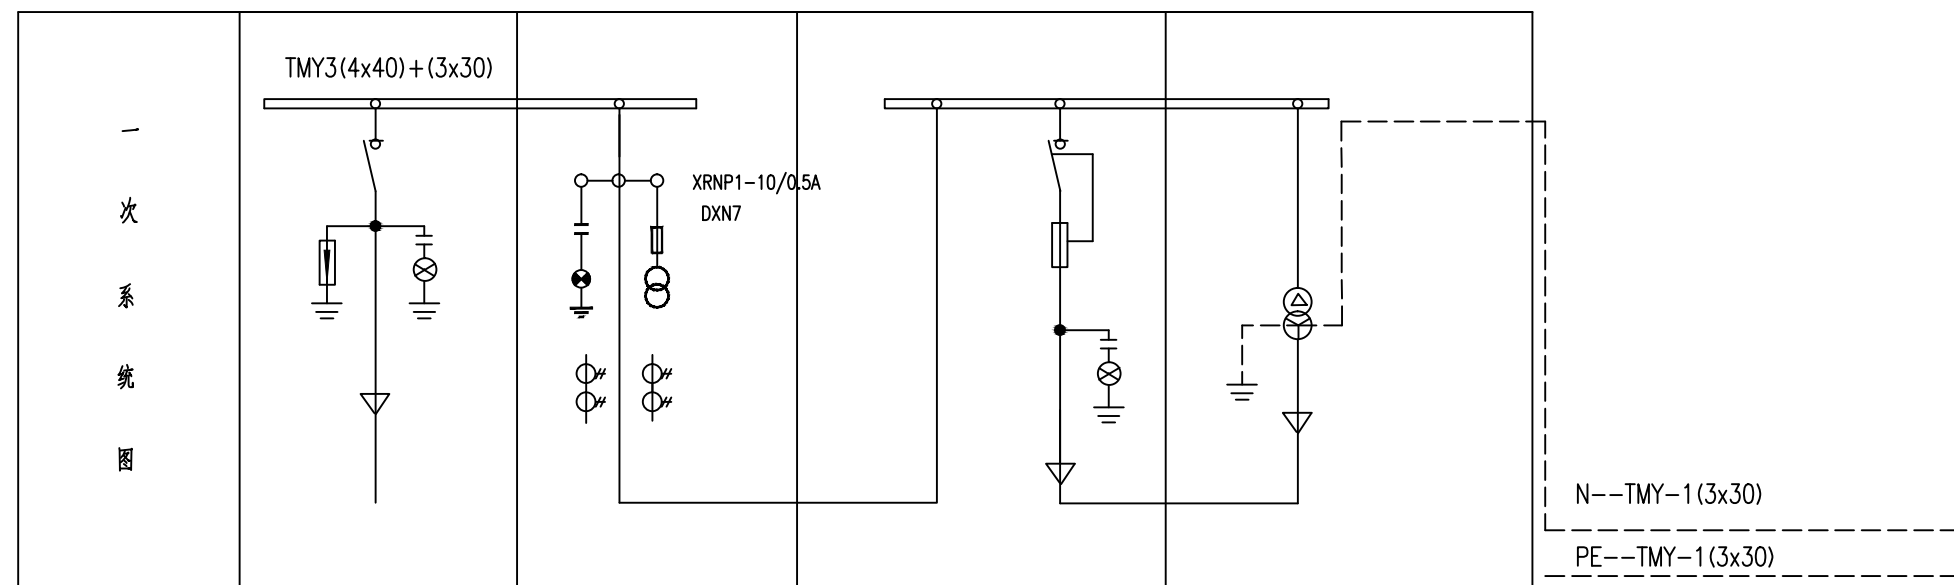 一次系统图
TMY3(4x40)+(3x30)
XRNP1-10/0.5A
DXN7
N--TMY-1(3x30)
PE--TMY-1(3x30)